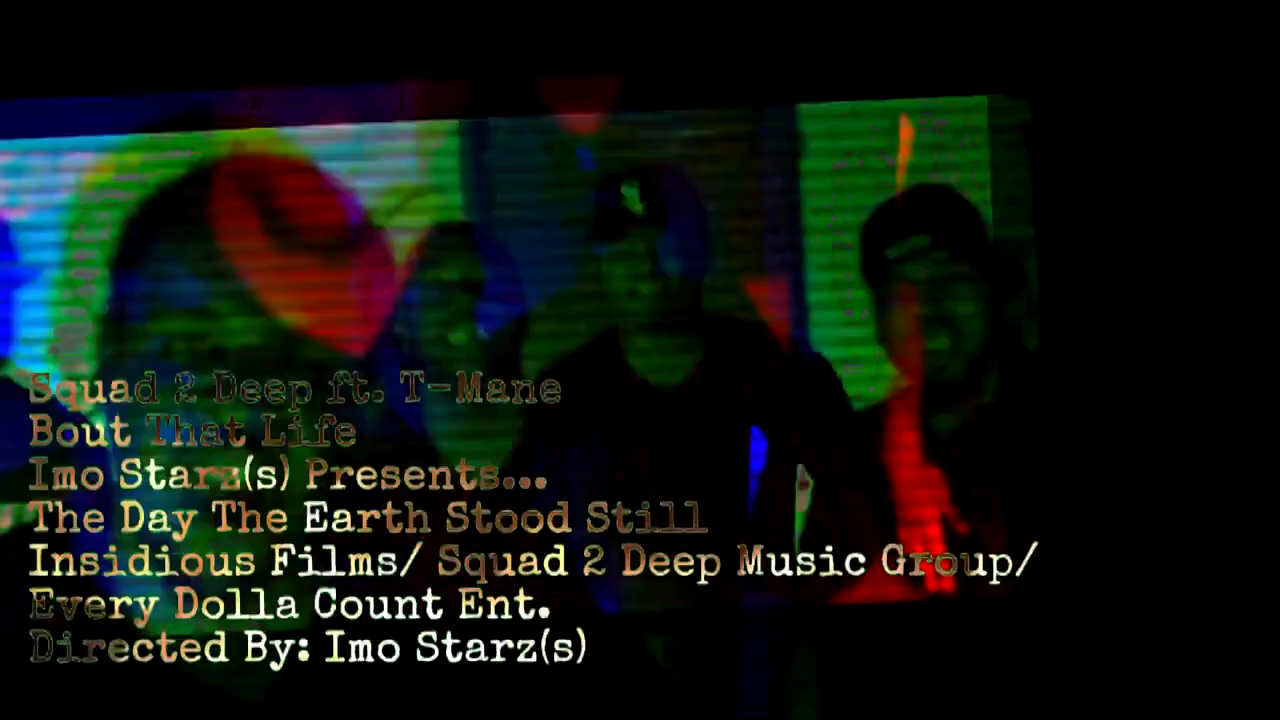 Squad 2 Deep ft. T-Mane
Bout That Life
Imo Starz(s) Presents...
The Day The Earth Stood Still
Insidious Films/ Squad 2 Deep Music Group/
Every Dolla Count Ent.
Directed By: Imo Starz(s)